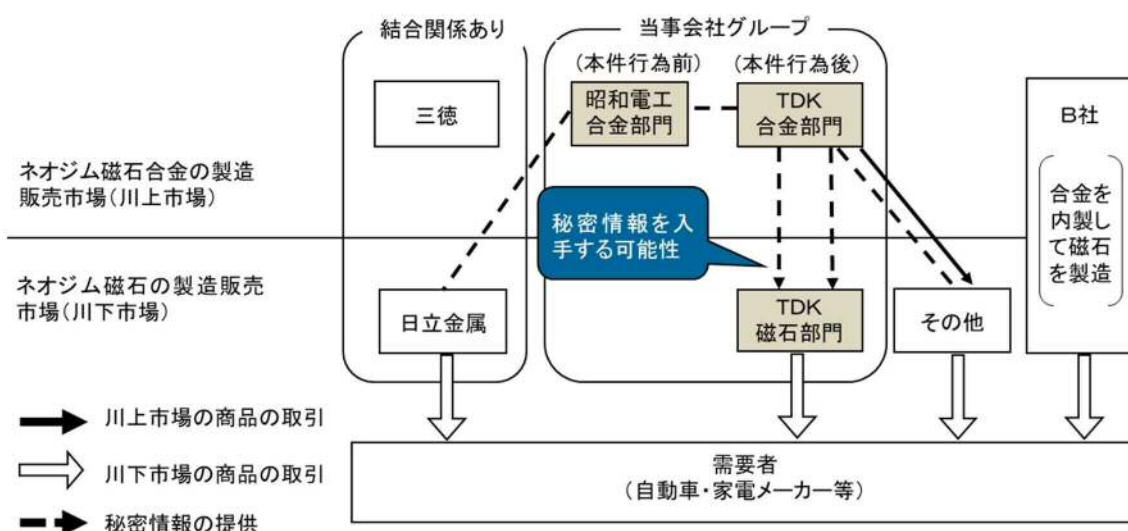 結合関係あり
当事会社グループ
(本件行為前)
(本件行為後)
三徳
昭和電工
合金部門
TDK
合金部門
B社
ネオジム磁石合金の製造
販売市場(川上市場)
合金を
内製し
て磁石
を製造
秘密情報を入
手する可能性
ネオジム磁石の製造販売
市場(川下市場)
日立金属
TDK
磁石部門
その他
川上市場の商品の取引
川下市場の商品の取引
秘密情報の提供
需要者
(自動車・家電メーカー等)